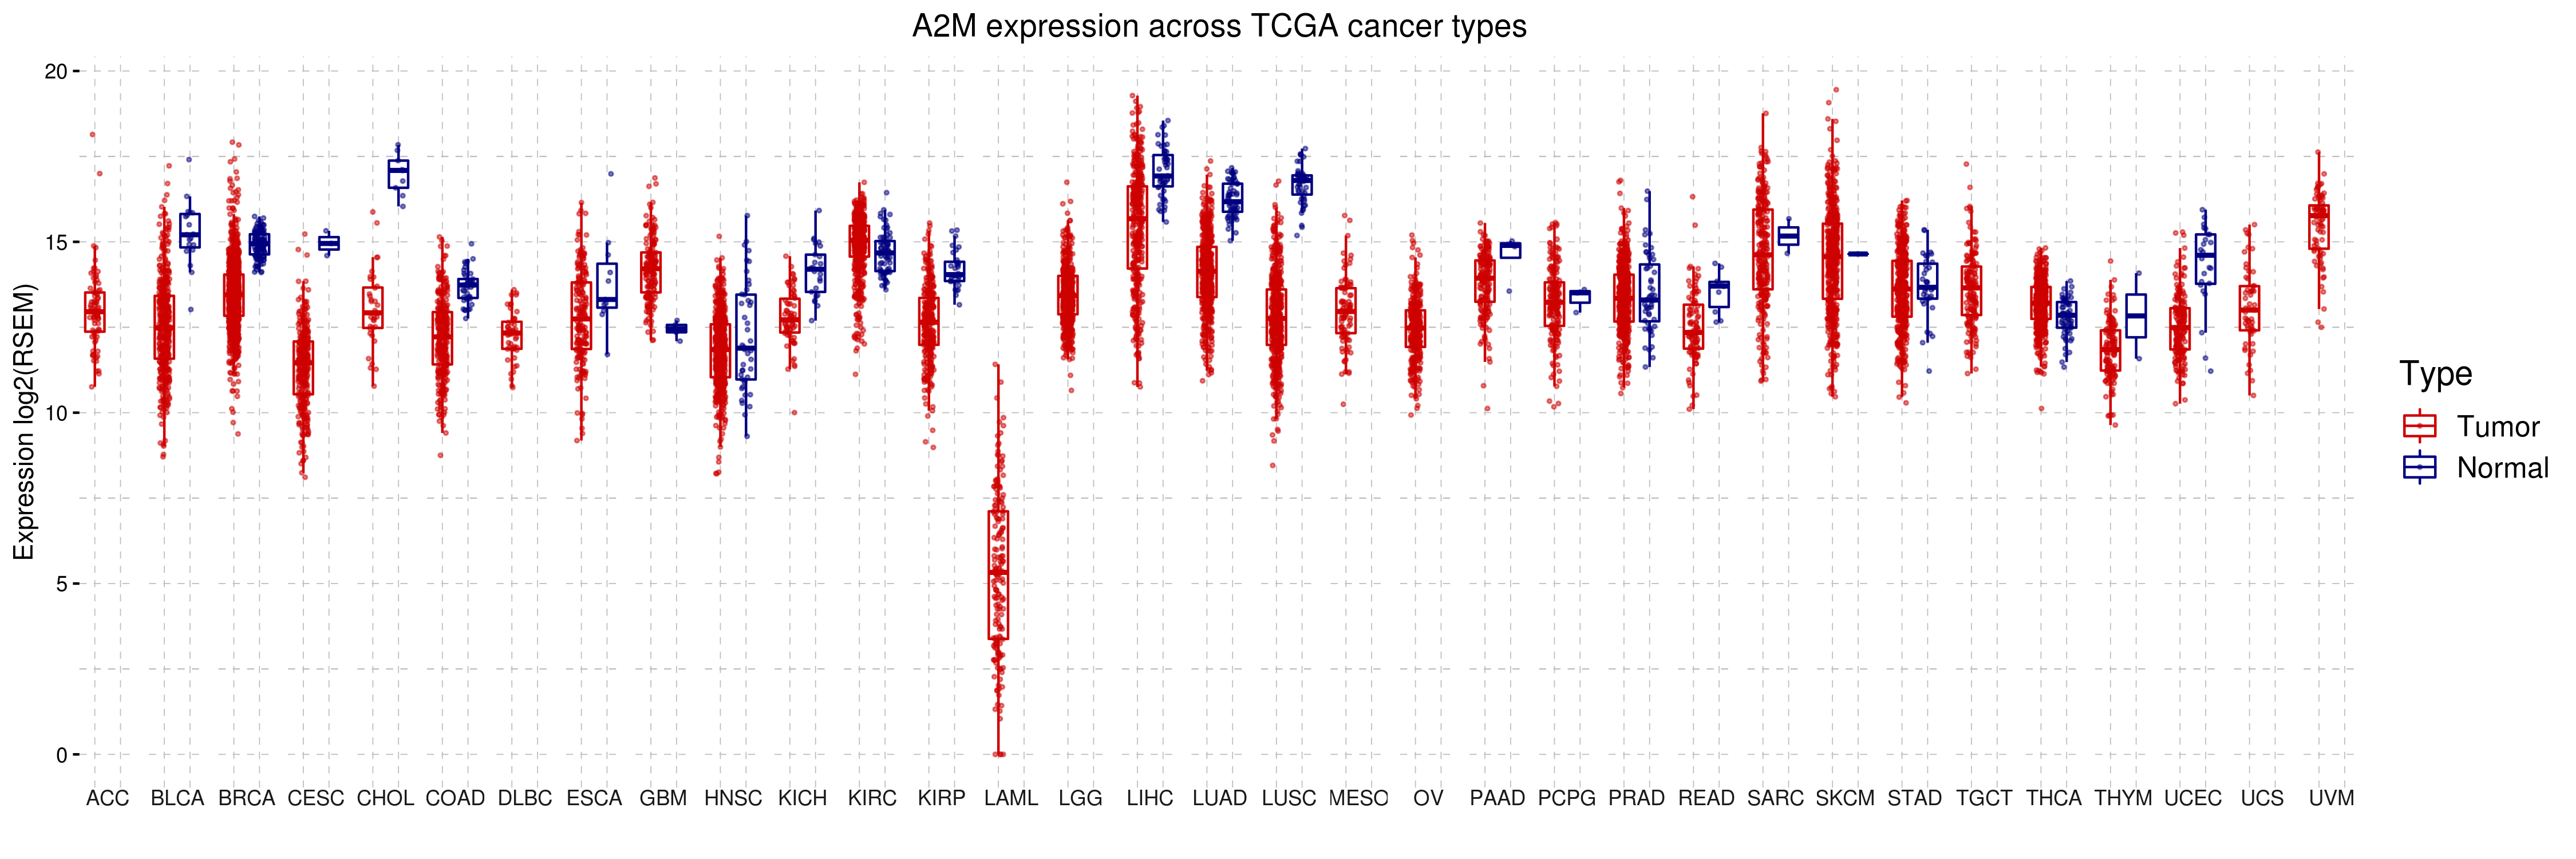 A2M expression across TCGA cancer types
Expression log2(RSEM)
20
15
10
5
0
ACC BLCA BRCA CESC CHOL COAD DLBC ESCA GBM HNSC KICH KIRC KIRP LAML LGG LIHC LUAD LUSC MESO OV PAAD PCPG PRAD READ SARC SKCM STAD TGCT THCA THYM UCEC UCS UVM
Type
Tumor
Normal